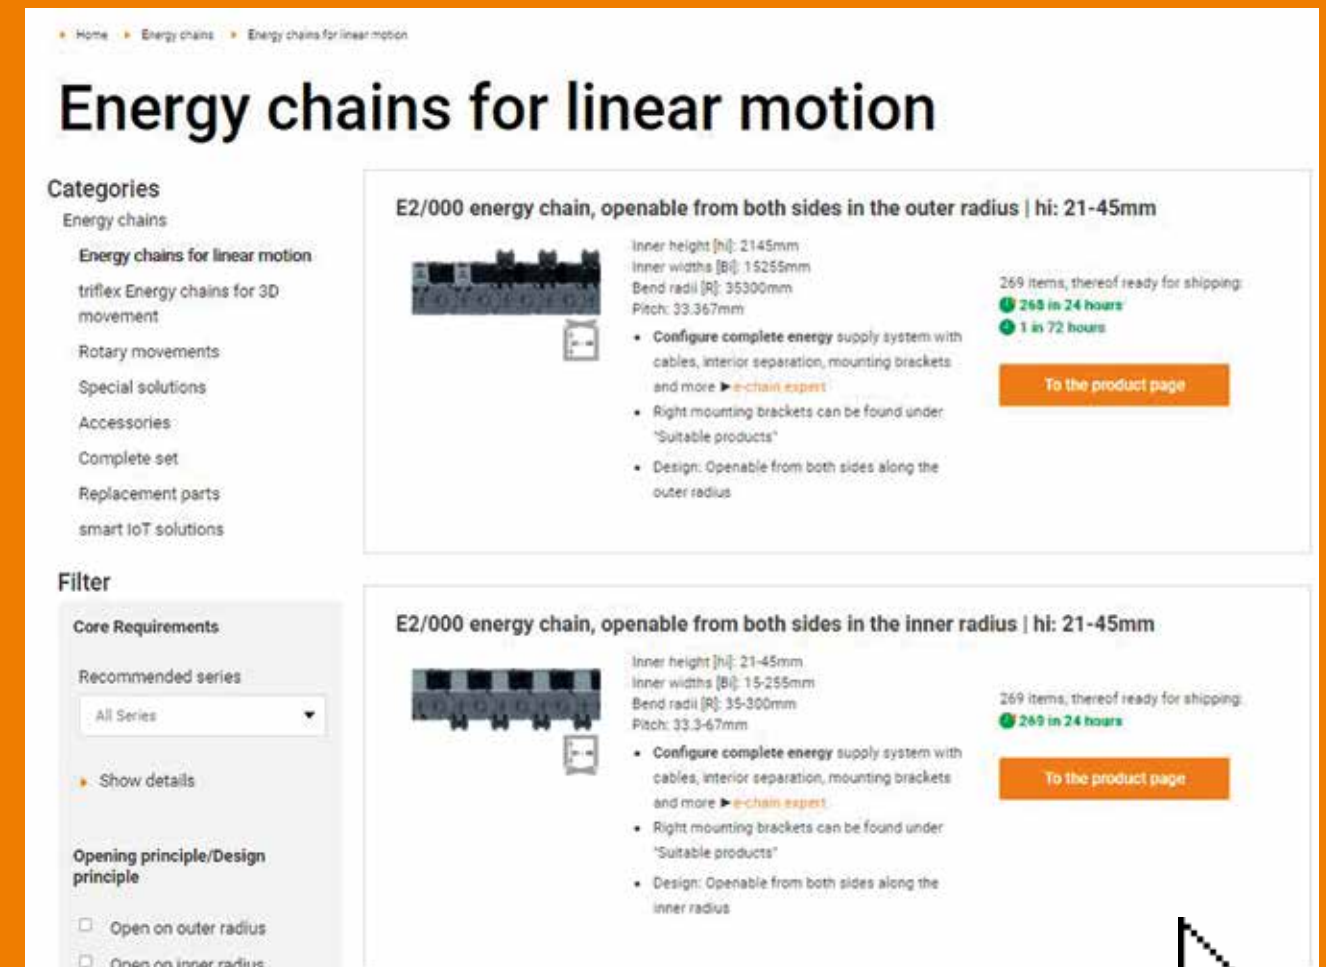 Home Energy chains Energy chains for linear motion
Energy chains for linear motion
Categories
Energy chains
Energy chains for linear motion
triflex Energy chains for 3D
movement
Rotary movements
Special solutions
Accessories
Complete set
Replacement parts
smart IoT solutions
Filter
Core Requirements
Recommended series
All Series
Show details
Opening principle/Design
principle
Open on outer radius
Open on inner radius
E2/000 energy chain, openable from both sides in the outer radius | hi: 21-45mm
Inner height [hi]: 2145mm
Inner widths [Bi]: 15255mm
Bend radii [R]: 35300mm
Pitch: 33.367mm
• Configure complete energy supply system with
cables, interior separation, mounting brackets
and more ►e-chain expert
• Right mounting brackets can be found under
"Suitable products"
• Design: Openable from both sides along the
outer radius
269 items, thereof ready for shipping:
268 in 24 hours
1 in 72 hours
To the product page
E2/000 energy chain, openable from both sides in the inner radius | hi: 21-45mm
Inner height [hi]: 21-45mm
Inner widths [Bi]: 15-255mm
Bend radii [R]: 35-300mm
Pitch: 33.3-67mm
• Configure complete energy supply system with
cables, interior separation, mounting brackets
and more ►e-chain expert
• Right mounting brackets can be found under
"Suitable products"
• Design: Openable from both sides along the
inner radius
269 items, thereof ready for shipping:
269 in 24 hours
To the product page